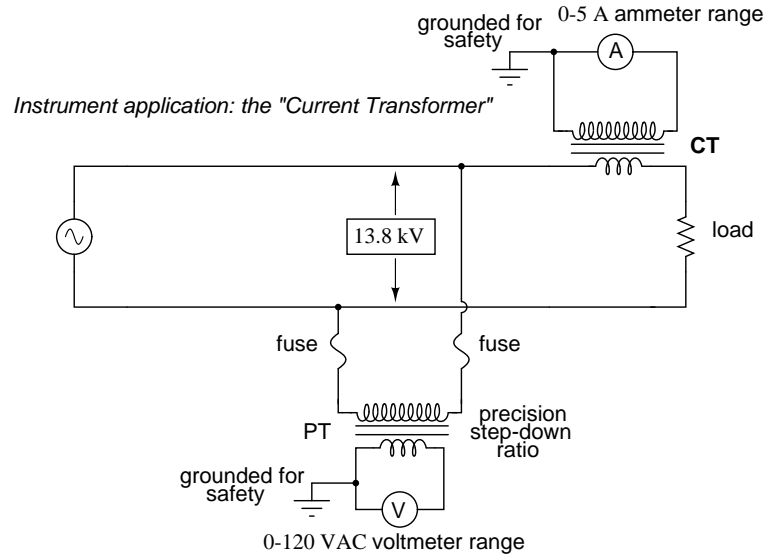 grounded for
safety
0-5 A ammeter range
A
Instrument application: the "Current Transformer"
CT
13.8 kV
load
fuse
fuse
PT
precision
step-down
ratio
grounded for
safety
V
0-120 VAC voltmeter range